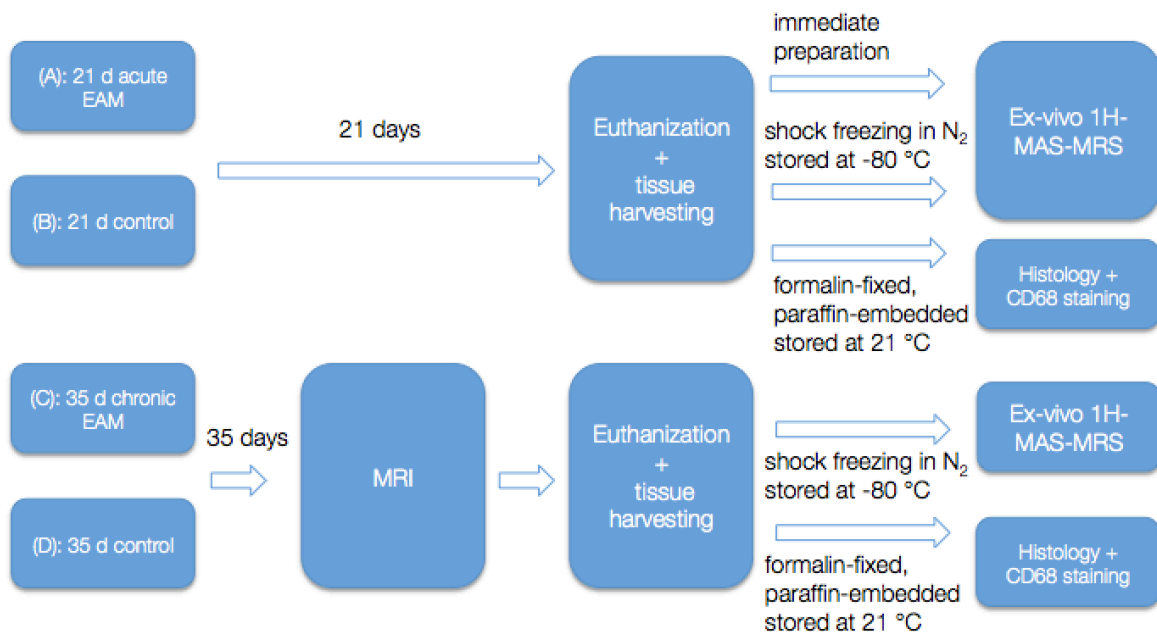 (A): 21 d acute
EAM
(B): 21 d control
21 days
Euthanization
+
tissue
harvesting
immediate
preparation
shock freezing in N₂
stored at -80 °C
formalin-fixed,
paraffin-embedded
stored at 21 °C
Ex-vivo 1H-
MAS-MRS
Histology +
CD68 staining
(C): 35 d chronic
EAM
(D): 35 d control
35 days
MRI
Euthanization
+
tissue
harvesting
shock freezing in N₂
stored at -80 °C
formalin-fixed,
paraffin-embedded
stored at 21 °C
Ex-vivo 1H-
MAS-MRS
Histology +
CD68 staining